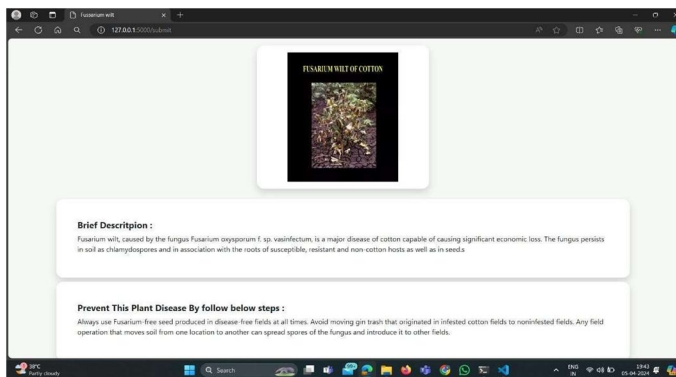 Fusarium wilt
127.0.0.1:5000/submit
FUSARIUM WILT OF COTTON
Brief Descritpion :
Fusarium wilt, caused by the fungus Fusarium oxysporum f. sp. vasinfectum, is a major disease of cotton capable of causing significant economic loss. The fungus persists
in soil as chlamydospores and in association with the roots of susceptible, resistant and non-cotton hosts as well as in seed.s
Prevent This Plant Disease By follow below steps :
Always use Fusarium-free seed produced in disease-free fields at all times. Avoid moving gin trash that originated in infested cotton fields to noninfested fields. Any field
operation that moves soil from one location to another can spread spores of the fungus and introduce it to other fields.
38°C
Partly cloudy
Search
ENG
IN
19:43
05-04-2024